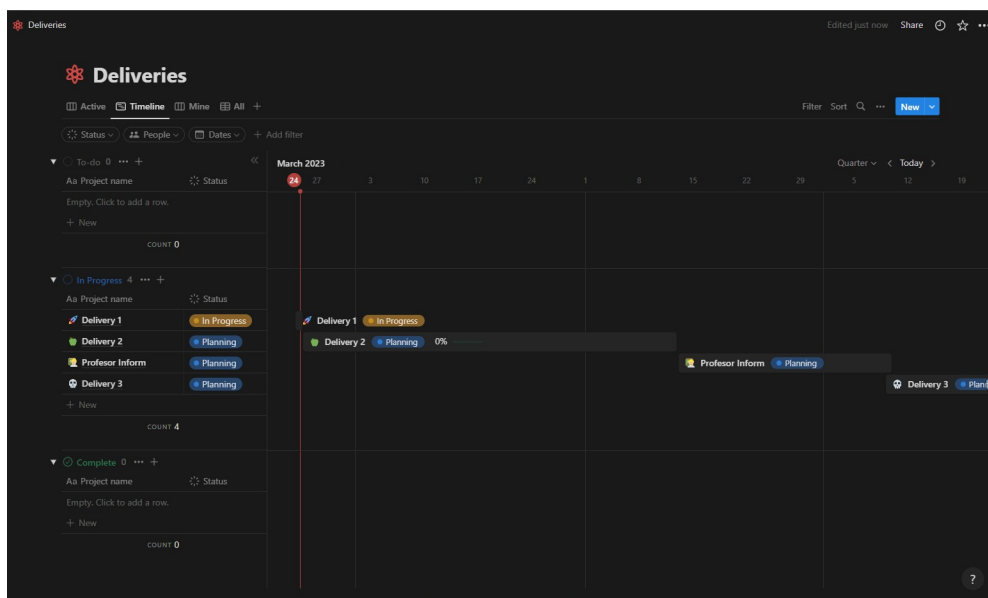 Deliveries
Edited just now Share
Deliveries
Active Timeline Mine All +
Filter Sort ••• New
Status People Dates + Add filter
To-do 0 ••• +
March 2023
Quarter < Today >
Aa Project name Status
24 27 3 10 17 24 1 8 15 22 29 5 12 19
Empty. Click to add a row.
+ New
COUNT 0
In Progress 4 ••• +
Aa Project name Status
Delivery 1 In Progress
Delivery 1 In Progress
Delivery 2 Planning
Delivery 2 Planning 0%
Profesor Inform Planning
Profesor Inform Planning
Delivery 3 Planning
Delivery 3 Plan
+ New
COUNT 4
Complete 0 ••• +
Aa Project name Status
Empty. Click to add a row.
+ New
COUNT 0
?